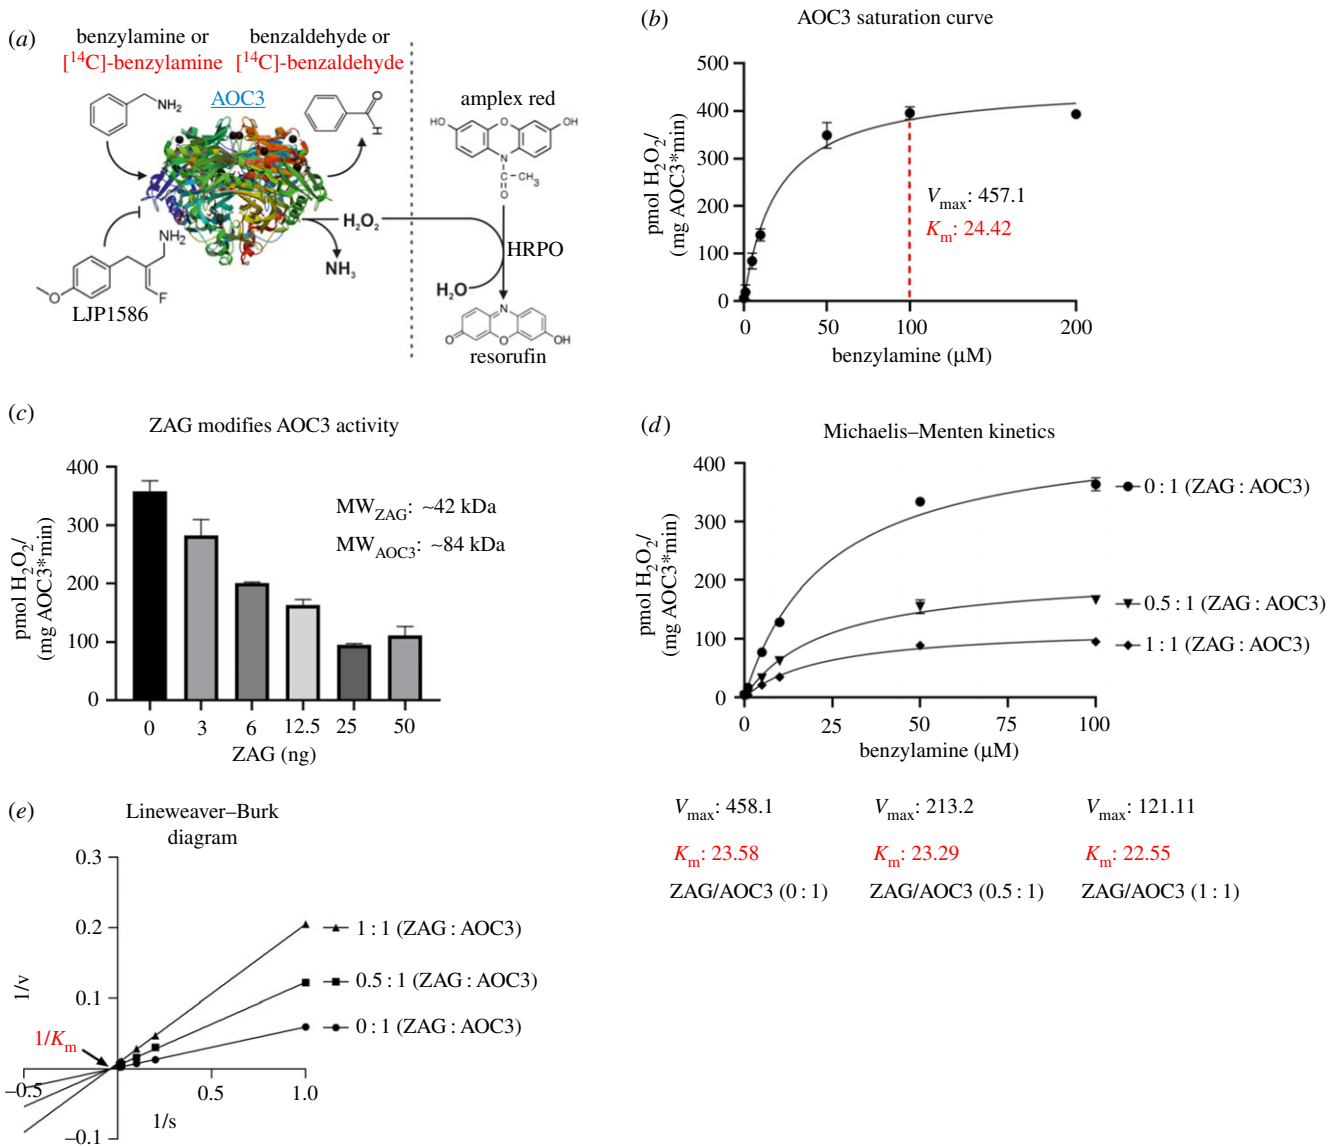 (a)
benzylamine or
[¹⁴C]-benzylamine
benzaldehyde or
[¹⁴C]-benzaldehyde
AOC3
NH₂
O
H
NH₂
F
O
LJP1586
H₂O₂
NH₃
amplex red
HO
O
OH
N
C–CH₃
O
HRPO
H₂O
N
O
O
OH
resorufin
(b)
AOC3 saturation curve
pmol H₂O₂/
(mg AOC3*min)
500
400
300
200
100
0
Vmax: 457.1
Km: 24.42
0
50
100
200
benzylamine (μM)
(c)
ZAG modifies AOC3 activity
pmol H₂O₂/
(mg AOC3*min)
400
300
200
100
0
MWZAG: ~42 kDa
MWAOC3: ~84 kDa
0
3
6
12.5
25
50
ZAG (ng)
(d)
Michaelis–Menten kinetics
pmol H₂O₂/
(mg AOC3*min)
400
300
200
100
0
0 : 1 (ZAG : AOC3)
0.5 : 1 (ZAG : AOC3)
1 : 1 (ZAG : AOC3)
0
25
50
75
100
benzylamine (μM)
Vmax: 458.1
Vmax: 213.2
Vmax: 121.11
Km: 23.58
Km: 23.29
Km: 22.55
ZAG/AOC3 (0 : 1)
ZAG/AOC3 (0.5 : 1)
ZAG/AOC3 (1 : 1)
(e)
Lineweaver–Burk
diagram
1/v
0.3
0.2
0.1
–0.1
1 : 1 (ZAG : AOC3)
0.5 : 1 (ZAG : AOC3)
0 : 1 (ZAG : AOC3)
1/Km
–0.5
0.5
1.0
1/s